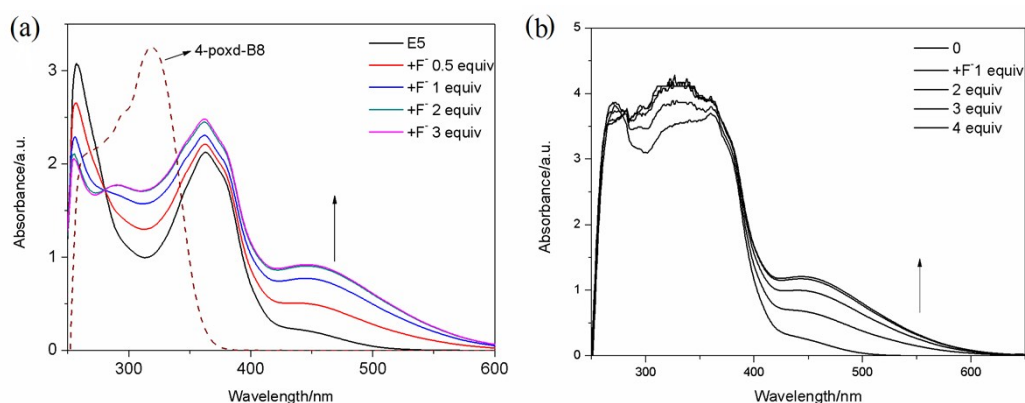 (a)
4-poxd-B8
E5
+F⁻ 0.5 equiv
+F⁻ 1 equiv
+F⁻ 2 equiv
+F⁻ 3 equiv
3
2
1
0
300
400
500
600
Absorbance/a.u.
Wavelength/nm
(b)
0
+F⁻1 equiv
2 equiv
3 equiv
4 equiv
5
4
3
2
1
0
300
400
500
600
Absorbance/a.u.
Wavelength/nm